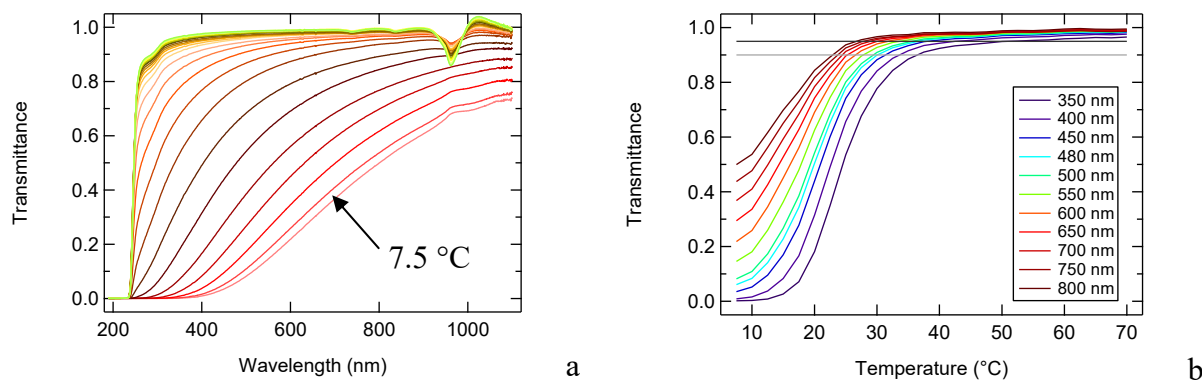 1.0
0.8
0.6
0.4
0.2
0.0
Transmittance
200 400 600 800 1000
Wavelength (nm)
7.5 °C
a
1.0
0.8
0.6
0.4
0.2
0.0
Transmittance
10 20 30 40 50 60 70
Temperature (°C)
350 nm
400 nm
450 nm
480 nm
500 nm
550 nm
600 nm
650 nm
700 nm
750 nm
800 nm
b